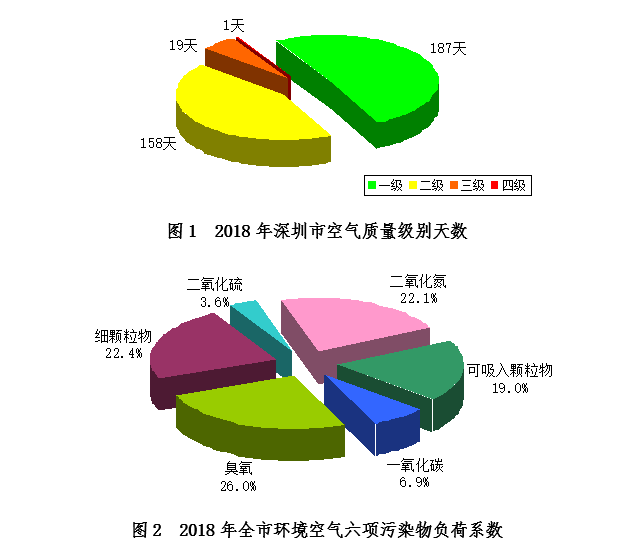 1天
19天
187天
158天
一级 二级 三级 四级
图1 2018年深圳市空气质量级别天数
二氧化硫
3.6%
二氧化氮
22.1%
细颗粒物
22.4%
可吸入颗粒物
19.0%
臭氧
26.0%
一氧化碳
6.9%
图2 2018年全市环境空气六项污染物负荷系数